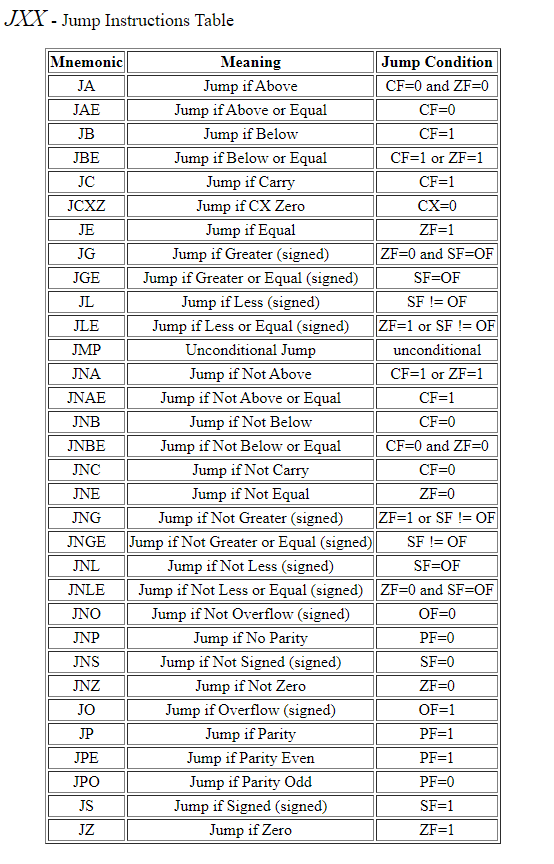 JXX - Jump Instructions Table
Mnemonic Meaning Jump Condition
JA Jump if Above CF=0 and ZF=0
JAE Jump if Above or Equal CF=0
JB Jump if Below CF=1
JBE Jump if Below or Equal CF=1 or ZF=1
JC Jump if Carry CF=1
JCXZ Jump if CX Zero CX=0
JE Jump if Equal ZF=1
JG Jump if Greater (signed) ZF=0 and SF=OF
JGE Jump if Greater or Equal (signed) SF=OF
JL Jump if Less (signed) SF != OF
JLE Jump if Less or Equal (signed) ZF=1 or SF != OF
JMP Unconditional Jump unconditional
JNA Jump if Not Above CF=1 or ZF=1
JNAE Jump if Not Above or Equal CF=1
JNB Jump if Not Below CF=0
JNBE Jump if Not Below or Equal CF=0 and ZF=0
JNC Jump if Not Carry CF=0
JNE Jump if Not Equal ZF=0
JNG Jump if Not Greater (signed) ZF=1 or SF != OF
JNGE Jump if Not Greater or Equal (signed) SF != OF
JNL Jump if Not Less (signed) SF=OF
JNLE Jump if Not Less or Equal (signed) ZF=0 and SF=OF
JNO Jump if Not Overflow (signed) OF=0
JNP Jump if No Parity PF=0
JNS Jump if Not Signed (signed) SF=0
JNZ Jump if Not Zero ZF=0
JO Jump if Overflow (signed) OF=1
JP Jump if Parity PF=1
JPE Jump if Parity Even PF=1
JPO Jump if Parity Odd PF=0
JS Jump if Signed (signed) SF=1
JZ Jump if Zero ZF=1